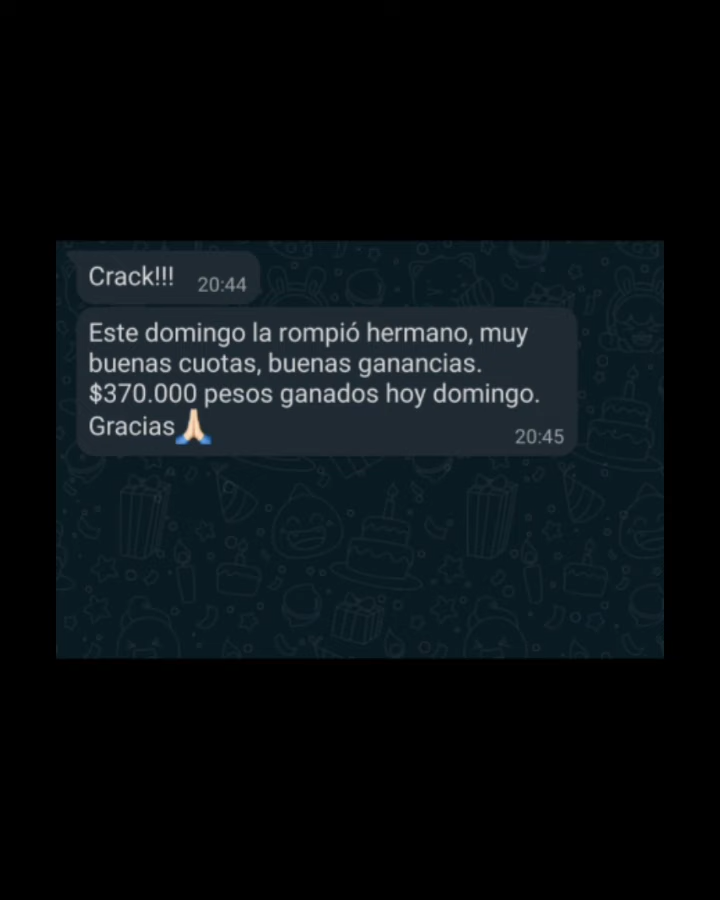 Crack!!! 20:44
Este domingo la rompió hermano, muy
buenas cuotas, buenas ganancias.
$370.000 pesos ganados hoy domingo.
Gracias🙏🏻 20:45